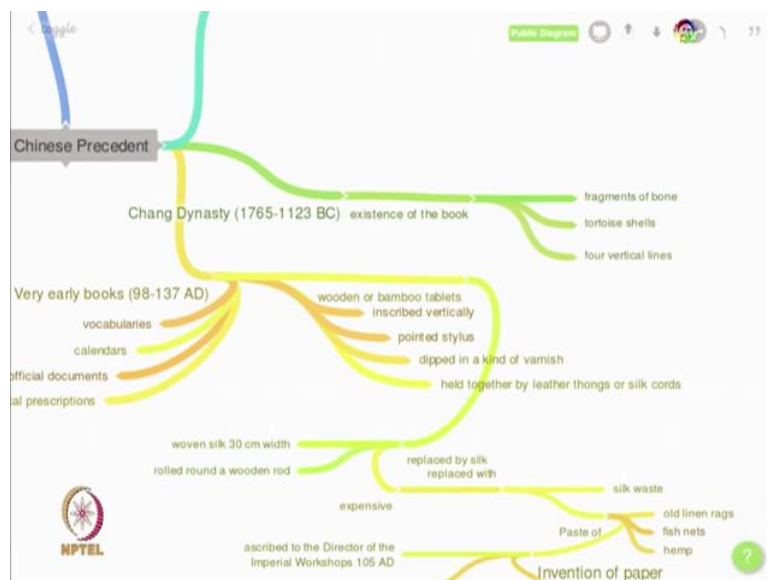 toggle
Public Diagram
Chinese Precedent
fragments of bone
Chang Dynasty (1765-1123 BC)
existence of the book
tortoise shells
four vertical lines
Very early books (98-137 AD)
wooden or bamboo tablets
inscribed vertically
vocabularies
pointed stylus
calendars
dipped in a kind of varnish
official documents
held together by leather thongs or silk cords
al prescriptions
woven silk 30 cm width
replaced by silk
rolled round a wooden rod
replaced with
silk waste
expensive
old linen rags
Paste of
fish nets
ascribed to the Director of the
Imperial Workshops 105 AD
hemp
Invention of paper
NPTEL
?